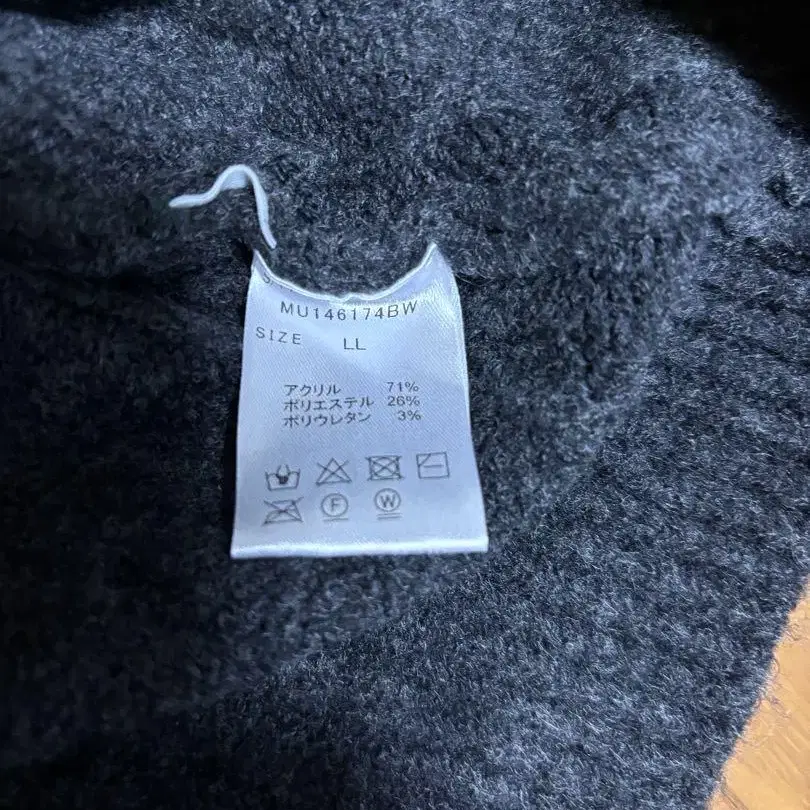 MU146174BW
SIZE LL
アクリル 71%
ポリエステル 26%
ポリウレタン 3%
F W